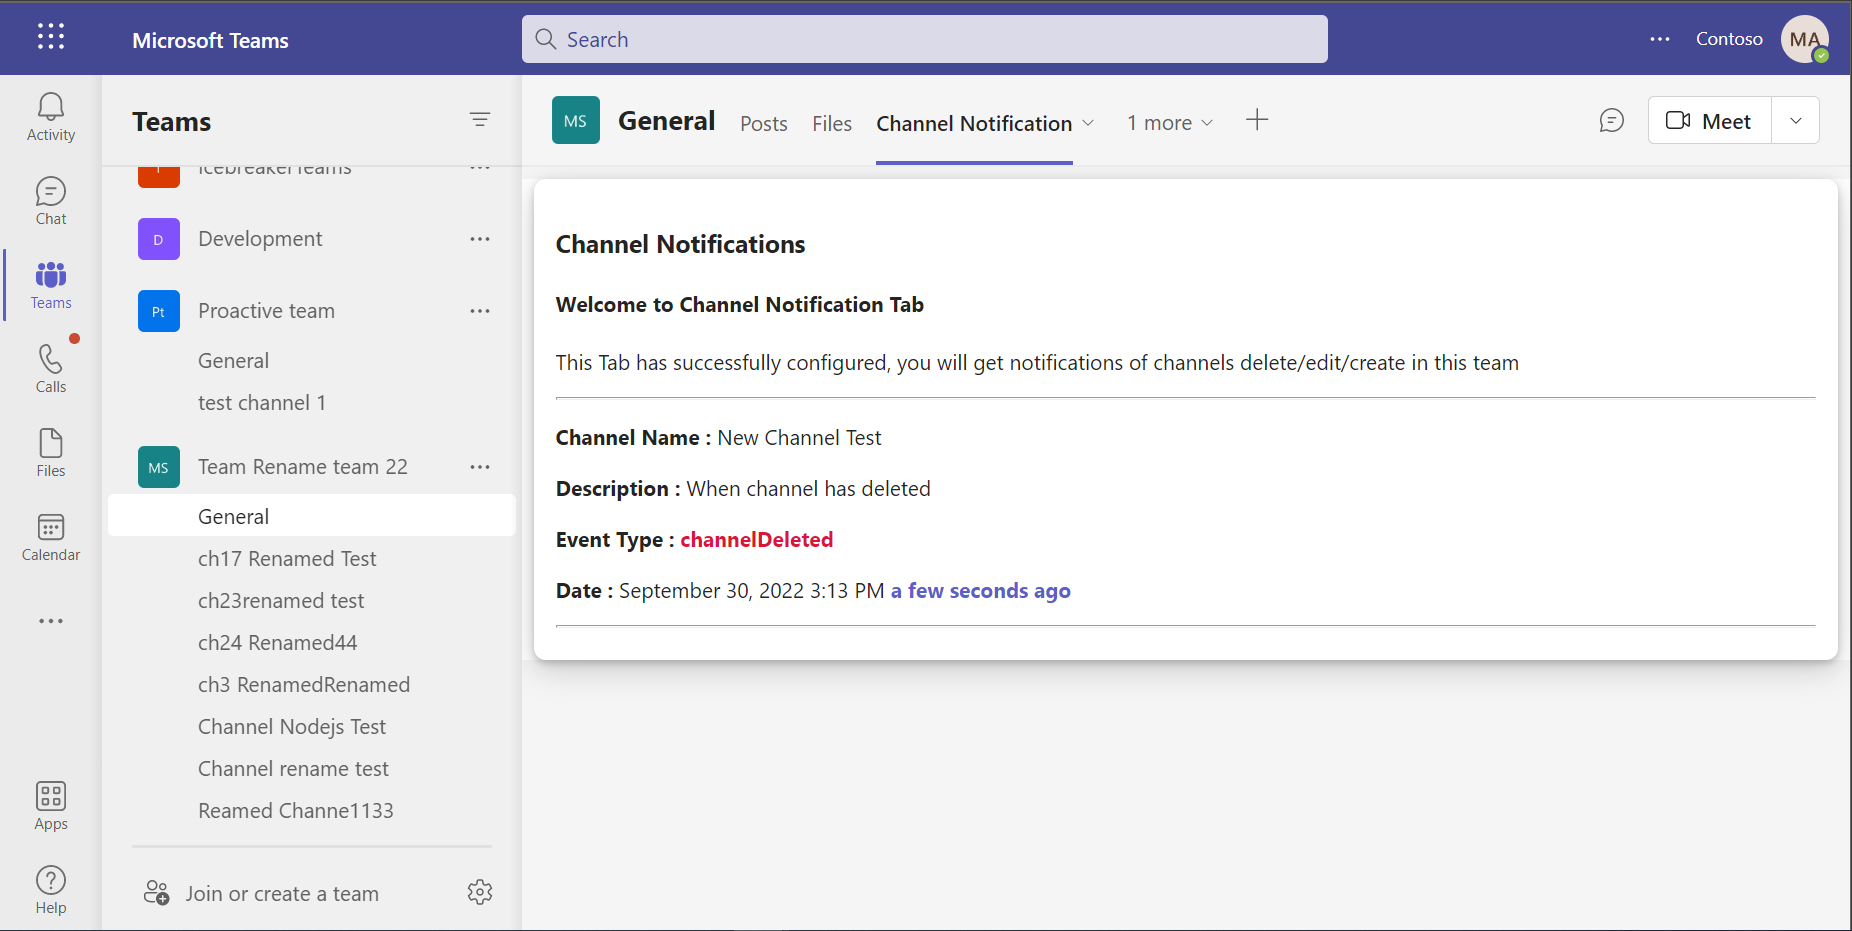 Microsoft Teams
Search
Contoso
MA
Activity
Chat
Teams
Calls
Files
Calendar
Apps
Help
Teams
IcebreakerTeams
D Development
Pt Proactive team
General
test channel 1
MS Team Rename team 22
General
ch17 Renamed Test
ch23renamed test
ch24 Renamed44
ch3 RenamedRenamed
Channel Nodejs Test
Channel rename test
Reamed Channe1133
Join or create a team
MS General Posts Files Channel Notification 1 more
Meet
Channel Notifications
Welcome to Channel Notification Tab
This Tab has successfully configured, you will get notifications of channels delete/edit/create in this team
Channel Name : New Channel Test
Description : When channel has deleted
Event Type : channelDeleted
Date : September 30, 2022 3:13 PM a few seconds ago